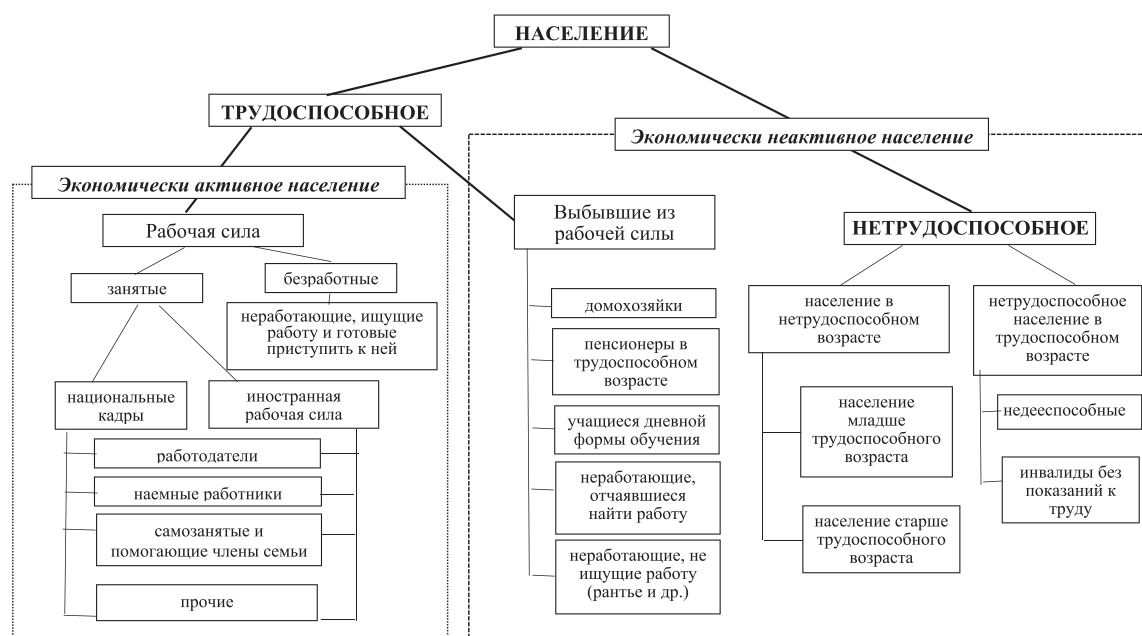 НАСЕЛЕНИЕ
ТРУДОСПОСОБНОЕ
Экономически неактивное население
Экономически активное население
Рабочая сила
занятые
безработные
неработающие, ищущие
работу и готовые
приступить к ней
национальные
кадры
иностранная
рабочая сила
работодатели
наемные работники
самозанятые и
помогающие члены семьи
прочие
Выбывшие из
рабочей силы
домохозяйки
пенсионеры в
трудоспособном
возрасте
учащиеся дневной
формы обучения
неработающие,
отчаявшиеся
найти работу
неработающие, не
ищущие работу
(рантье и др.)
НЕТРУДОСПОСОБНОЕ
население в
нетрудоспособном
возрасте
население
младше
трудоспособного
возраста
население старше
трудоспособного
возраста
нетрудоспособное
население в
трудоспособном
возрасте
недееспособные
инвалиды без
показаний к
труду